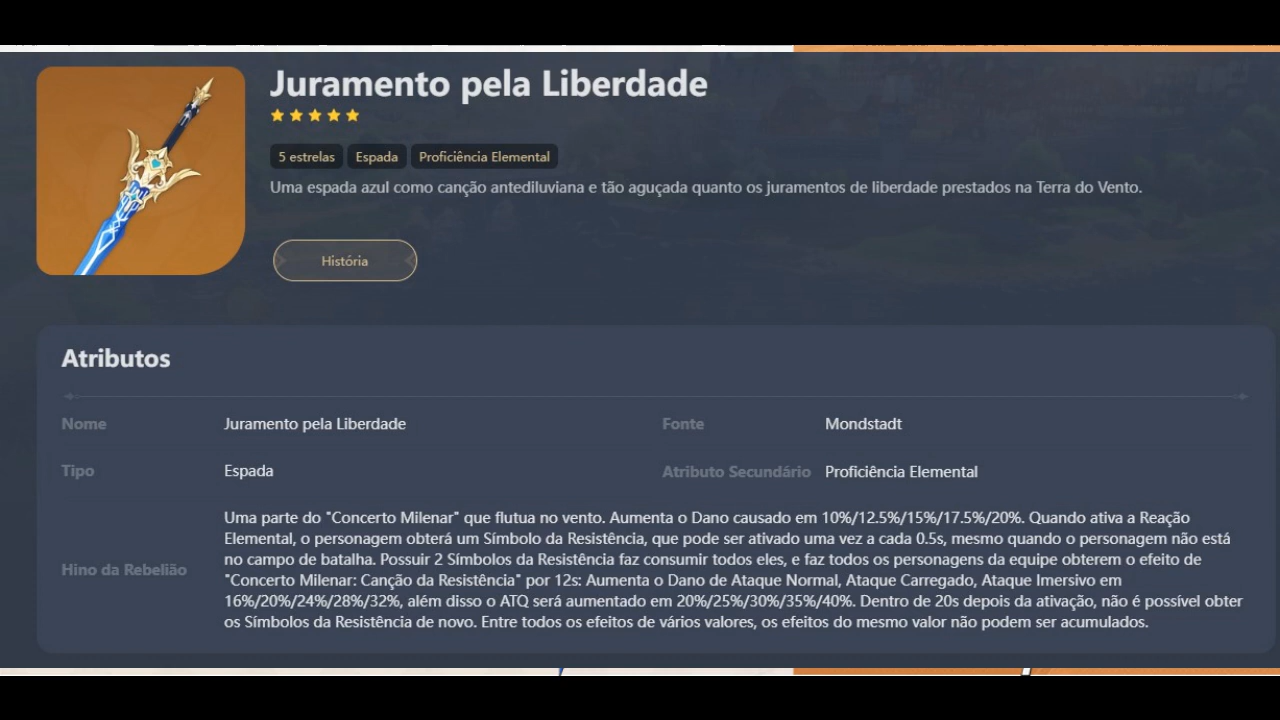 Juramento pela Liberdade
5 estrelas
Espada
Proficiência Elemental
Uma espada azul como canção antediluviana e tão aguçada quanto os juramentos de liberdade prestados na Terra do Vento.
História
Atributos
Nome
Juramento pela Liberdade
Fonte
Mondstadt
Tipo
Espada
Atributo Secundário
Proficiência Elemental
Hino da Rebelião
Uma parte do "Concerto Milenar" que flutua no vento. Aumenta o Dano causado em 10%/12.5%/15%/17.5%/20%. Quando ativa a Reação
Elemental, o personagem obterá um Símbolo da Resistência, que pode ser ativado uma vez a cada 0.5s, mesmo quando o personagem não está
no campo de batalha. Possuir 2 Símbolos da Resistência faz consumir todos eles, e faz todos os personagens da equipe obterem o efeito de
"Concerto Milenar: Canção da Resistência" por 12s: Aumenta o Dano de Ataque Normal, Ataque Carregado, Ataque Imersivo em
16%/20%/24%/28%/32%, além disso o ATQ será aumentado em 20%/25%/30%/35%/40%. Dentro de 20s depois da ativação, não é possível obter
os Símbolos da Resistência de novo. Entre todos os efeitos de vários valores, os efeitos do mesmo valor não podem ser acumulados.